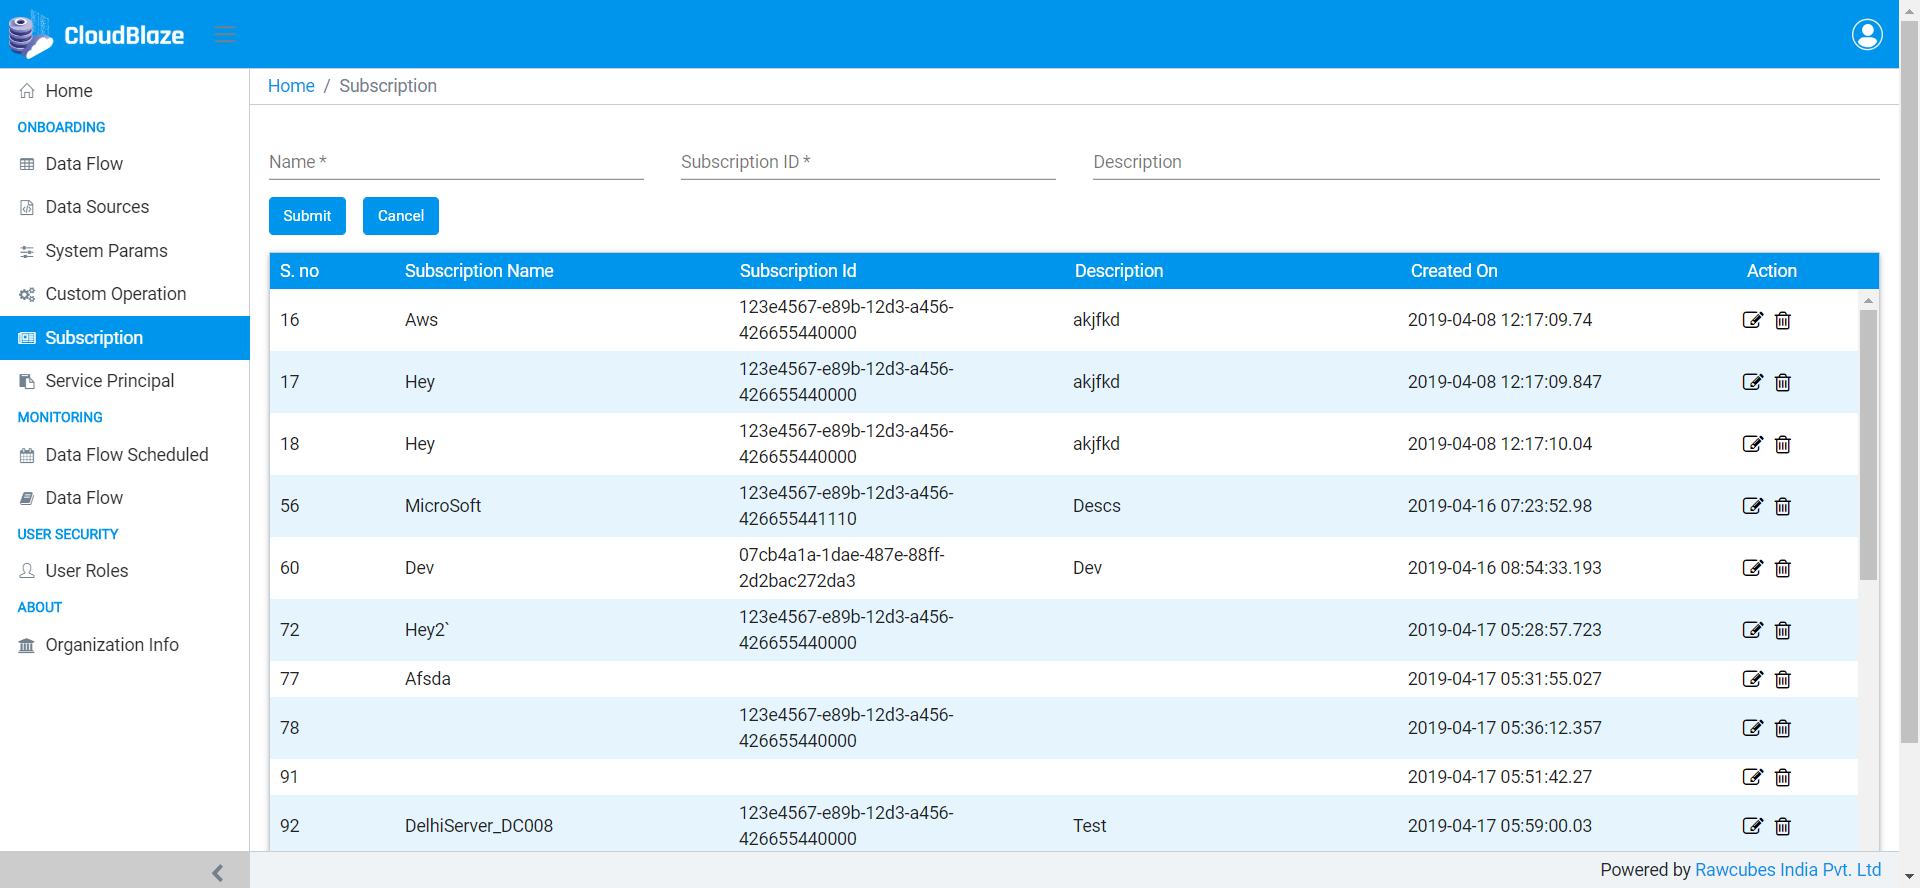 CloudBlaze
Home
ONBOARDING
Data Flow
Data Sources
System Params
Custom Operation
Subscription
Service Principal
MONITORING
Data Flow Scheduled
Data Flow
USER SECURITY
User Roles
ABOUT
Organization Info
Home / Subscription
Name * Subscription ID * Description
Submit Cancel
S. no Subscription Name Subscription Id Description Created On Action
16 Aws 123e4567-e89b-12d3-a456- akjfkd 2019-04-08 12:17:09.74
426655440000
17 Hey 123e4567-e89b-12d3-a456- akjfkd 2019-04-08 12:17:09.847
426655440000
18 Hey 123e4567-e89b-12d3-a456- akjfkd 2019-04-08 12:17:10.04
426655440000
56 MicroSoft 123e4567-e89b-12d3-a456- Descs 2019-04-16 07:23:52.98
426655441110
60 Dev 07cb4a1a-1dae-487e-88ff- Dev 2019-04-16 08:54:33.193
2d2bac272da3
72 Hey2` 123e4567-e89b-12d3-a456- 2019-04-17 05:28:57.723
426655440000
77 Afsda 2019-04-17 05:31:55.027
78 123e4567-e89b-12d3-a456- 2019-04-17 05:36:12.357
426655440000
91 2019-04-17 05:51:42.27
92 DelhiServer_DC008 123e4567-e89b-12d3-a456- Test 2019-04-17 05:59:00.03
426655440000
Powered by Rawcubes India Pvt. Ltd